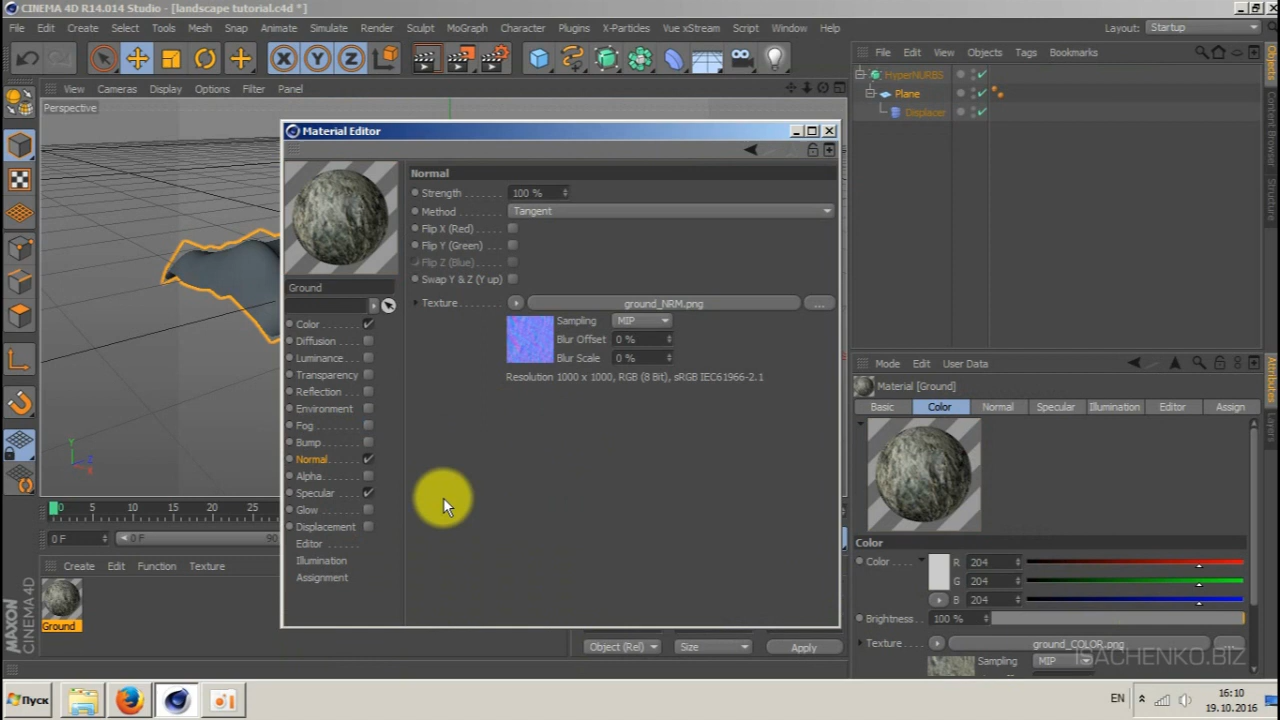 CINEMA 4D R14.014 Studio - [landscape tutorial.c4d *]
File Edit Create Select Tools Mesh Snap Animate Simulate Render Sculpt MoGraph Character Plugins X-Particles Vue xStream Script Window Help Layout: Startup
File Edit View Objects Tags Bookmarks
HyperNURBS
Plane
Displacer
Objects
Content Browser
Structure
View Cameras Display Options Filter Panel
Perspective
Material Editor
Normal
Strength 100 %
Method Tangent
Flip X (Red)
Flip Y (Green)
Flip Z (Blue)
Swap Y & Z (Y up)
Texture ground_NRM.png ...
Sampling MIP
Blur Offset 0 %
Blur Scale 0 %
Resolution 1000 x 1000, RGB (8 Bit), sRGB IEC61966-2.1
Ground
Color
Diffusion
Luminance
Transparency
Reflection
Environment
Fog
Bump
Normal
Alpha
Specular
Glow
Displacement
Editor
Illumination
Assignment
Y
X
0 5 10 15 20 25
0 F 0 F 90
Create Edit Function Texture
Ground
MAXON CINEMA 4D
Object (Rel) Size Apply
Mode Edit User Data
Material [Ground]
Basic Color Normal Specular Illumination Editor Assign
Attributes
Layers
Color
Color R 204
G 204
B 204
Brightness 100 %
Texture ground_COLOR.png
Sampling MIP
ISACHENKO.BIZ
Пуск
EN 16:10
19.10.2016